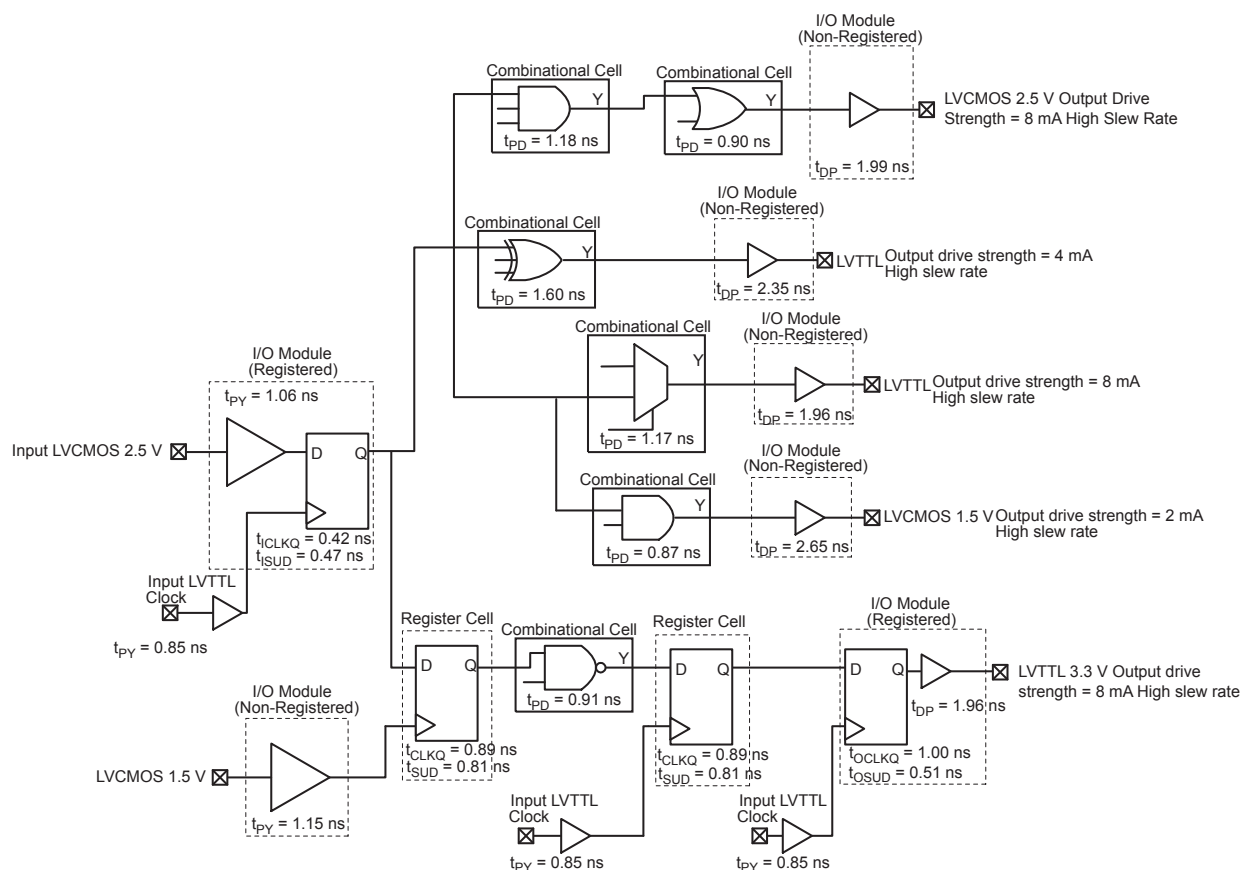 I/O Module
(Non-Registered)
Combinational Cell
Y
tPD = 1.18 ns
Combinational Cell
Y
tPD = 0.90 ns
tDP = 1.99 ns
LVCMOS 2.5 V Output Drive
Strength = 8 mA High Slew Rate
I/O Module
(Non-Registered)
Combinational Cell
Y
tPD = 1.60 ns
tDP = 2.35 ns
LVTTL Output drive strength = 4 mA
High slew rate
I/O Module
(Non-Registered)
Combinational Cell
Y
tPD = 1.17 ns
tDP = 1.96 ns
LVTTL Output drive strength = 8 mA
High slew rate
I/O Module
(Registered)
tPY = 1.06 ns
Input LVCMOS 2.5 V
D Q
tICLKQ = 0.42 ns
tISUD = 0.47 ns
Input LVTTL
Clock
tPY = 0.85 ns
I/O Module
(Non-Registered)
Combinational Cell
Y
tPD = 0.87 ns
tDP = 2.65 ns
LVCMOS 1.5 V Output drive strength = 2 mA
High slew rate
I/O Module
(Non-Registered)
LVCMOS 1.5 V
tPY = 1.15 ns
Register Cell
D Q
tCLKQ = 0.89 ns
tSUD = 0.81 ns
Combinational Cell
Y
tPD = 0.91 ns
Register Cell
D Q
tCLKQ = 0.89 ns
tSUD = 0.81 ns
Input LVTTL
Clock
tPY = 0.85 ns
I/O Module
(Registered)
D Q
tDP = 1.96 ns
tOCLKQ = 1.00 ns
tOSUD = 0.51 ns
LVTTL 3.3 V Output drive
strength = 8 mA High slew rate
Input LVTTL
Clock
tPY = 0.85 ns